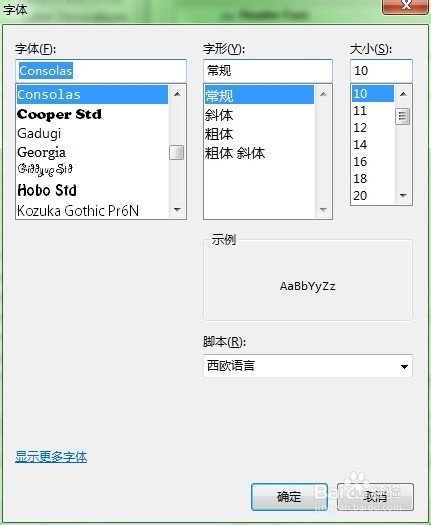 字体
字体(F):
Consolas
Consolas
Cooper Std
Gadugi
Georgia
Giddyup Std
Hobo Std
Kozuka Gothic Pr6N
字形(Y):
常规
常规
斜体
粗体
粗体 斜体
大小(S):
10
10
11
12
14
16
18
20
示例
AaBbYyZz
脚本(R):
西欧语言
显示更多字体
确定
取消
Baidu 经验